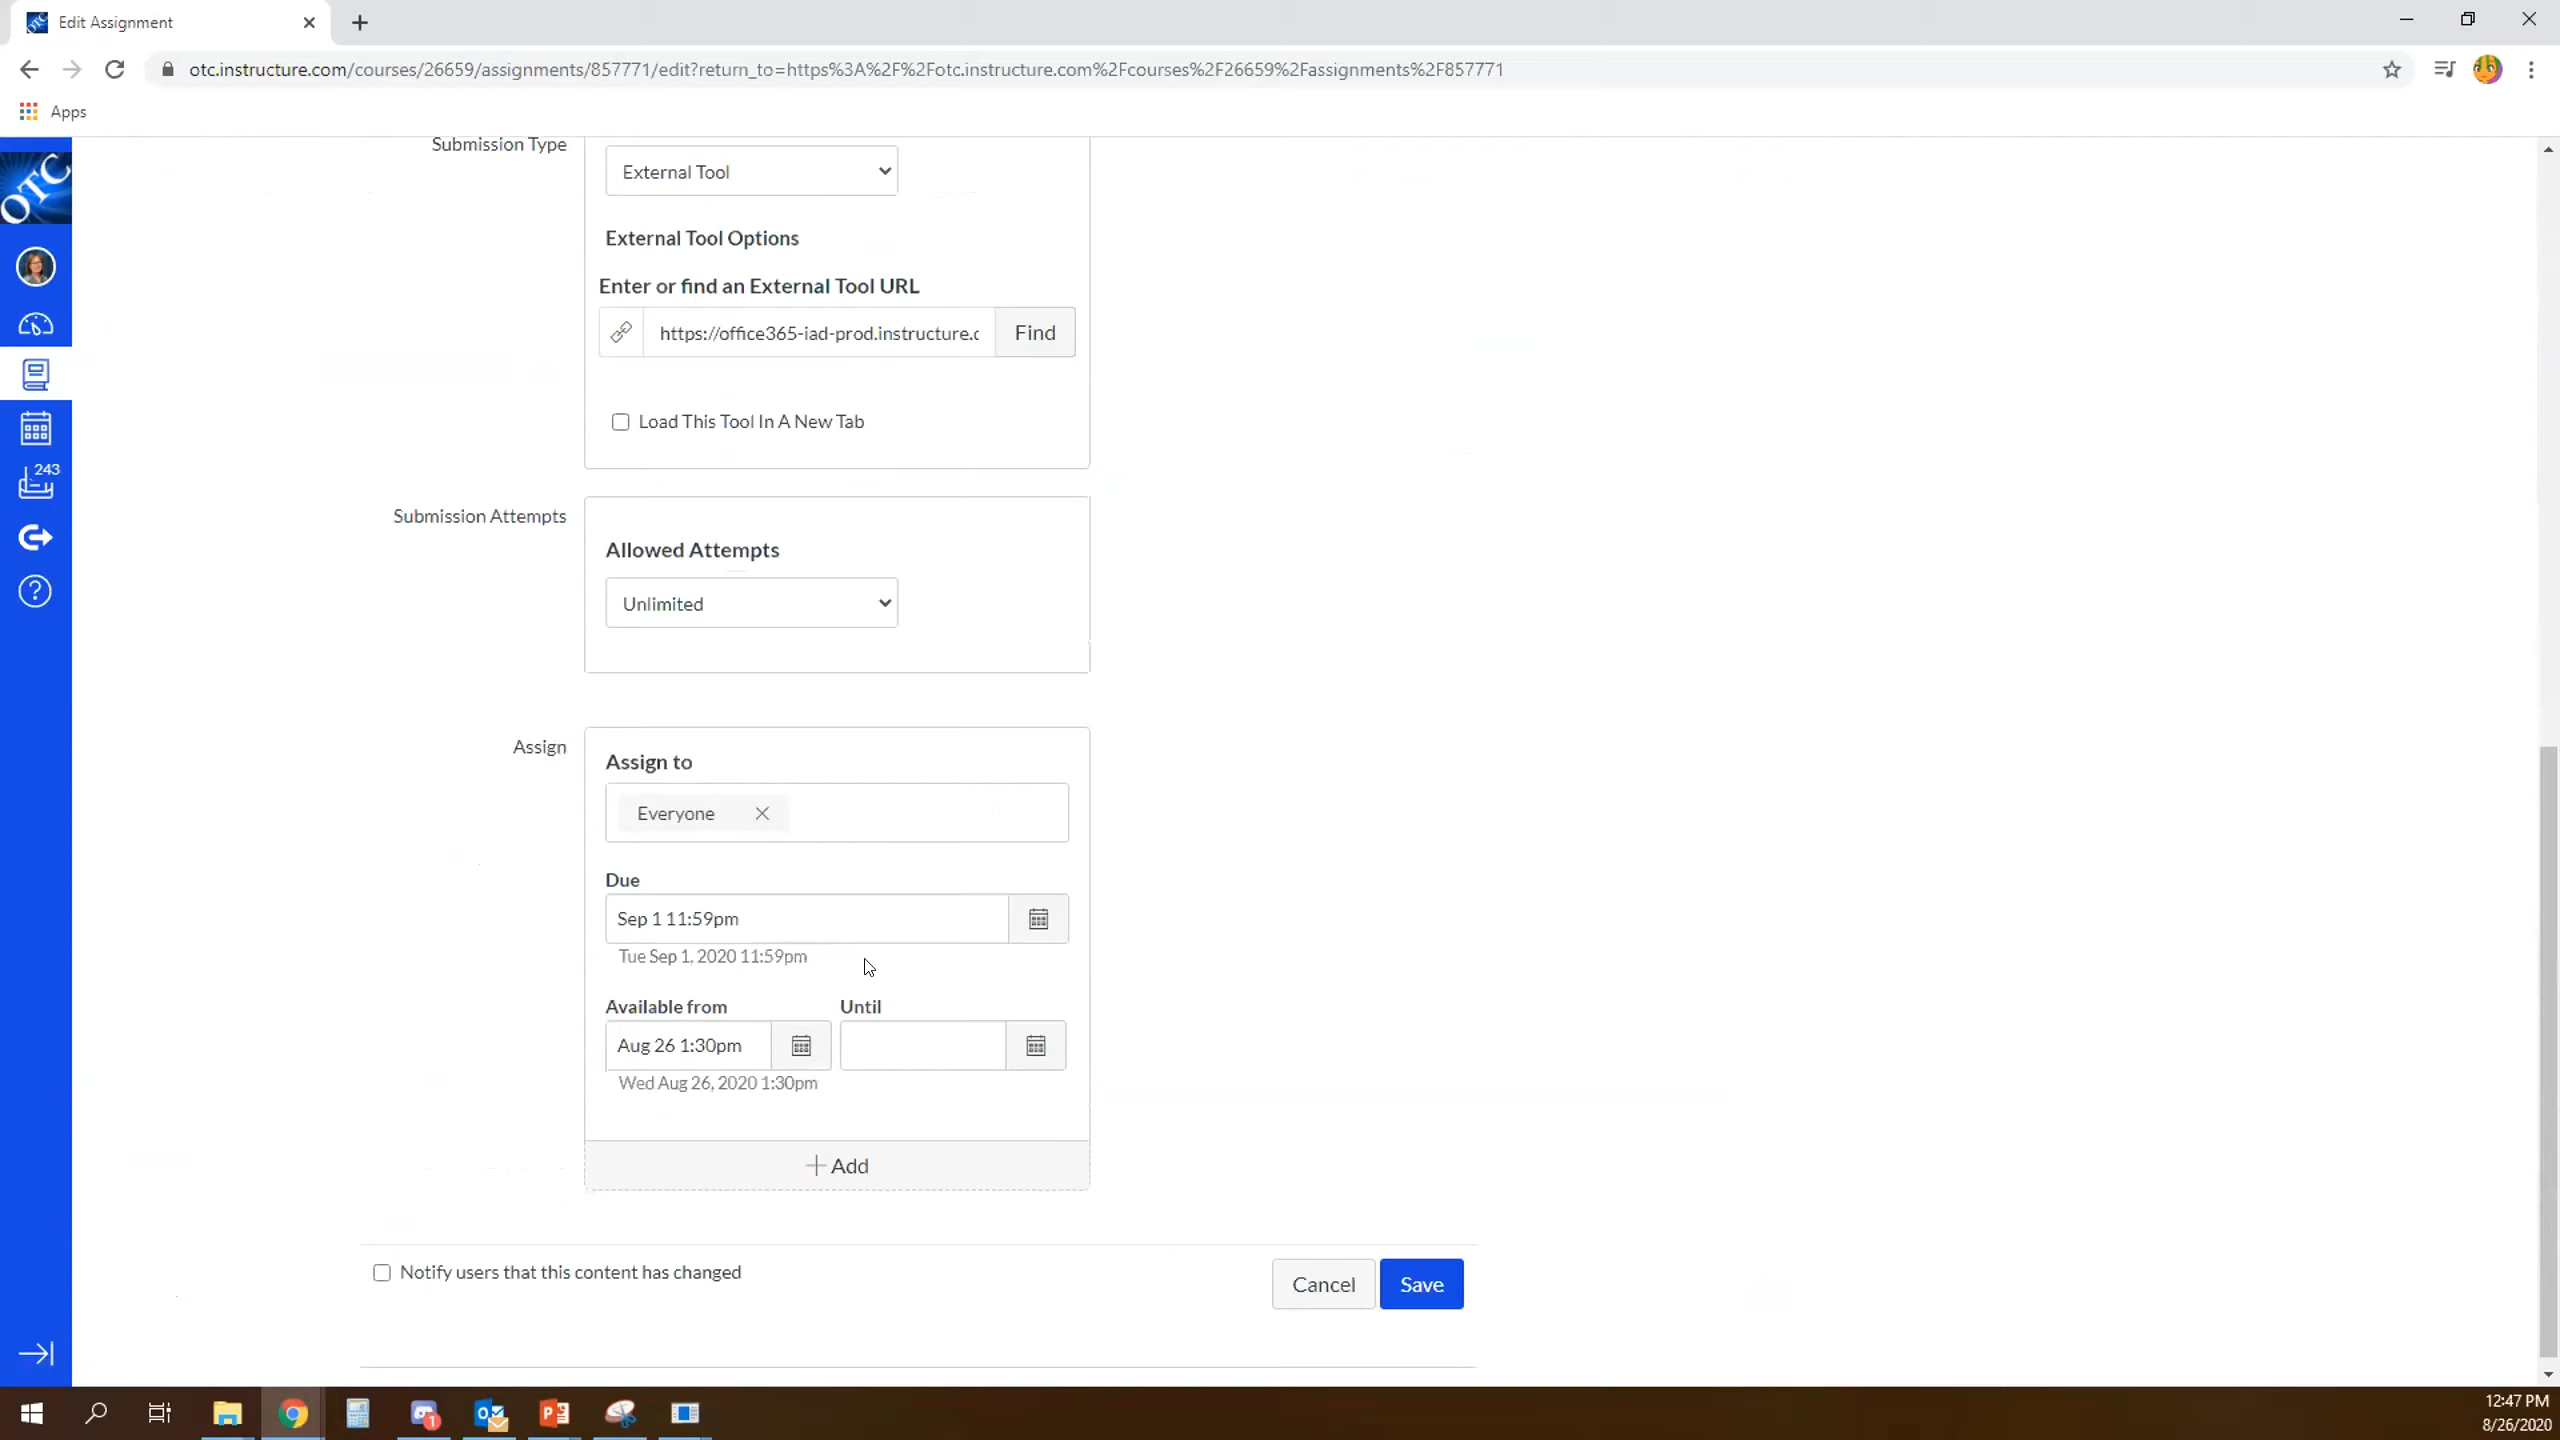 Edit Assignment
otc.instructure.com/courses/26659/assignments/857771/edit?return_to=https%3A%2F%2Fotc.instructure.com%2Fcourses%2F26659%2Fassignments%2F857771
Apps
OTC
243
Submission Type
External Tool
External Tool Options
Enter or find an External Tool URL
https://office365-iad-prod.instructure.c
Find
Load This Tool In A New Tab
Submission Attempts
Allowed Attempts
Unlimited
Assign
Assign to
Everyone
Due
Sep 1 11:59pm
Tue Sep 1, 2020 11:59pm
Available from Until
Aug 26 1:30pm
Wed Aug 26, 2020 1:30pm
Add
Notify users that this content has changed
Cancel Save
1
12:47 PM
8/26/2020